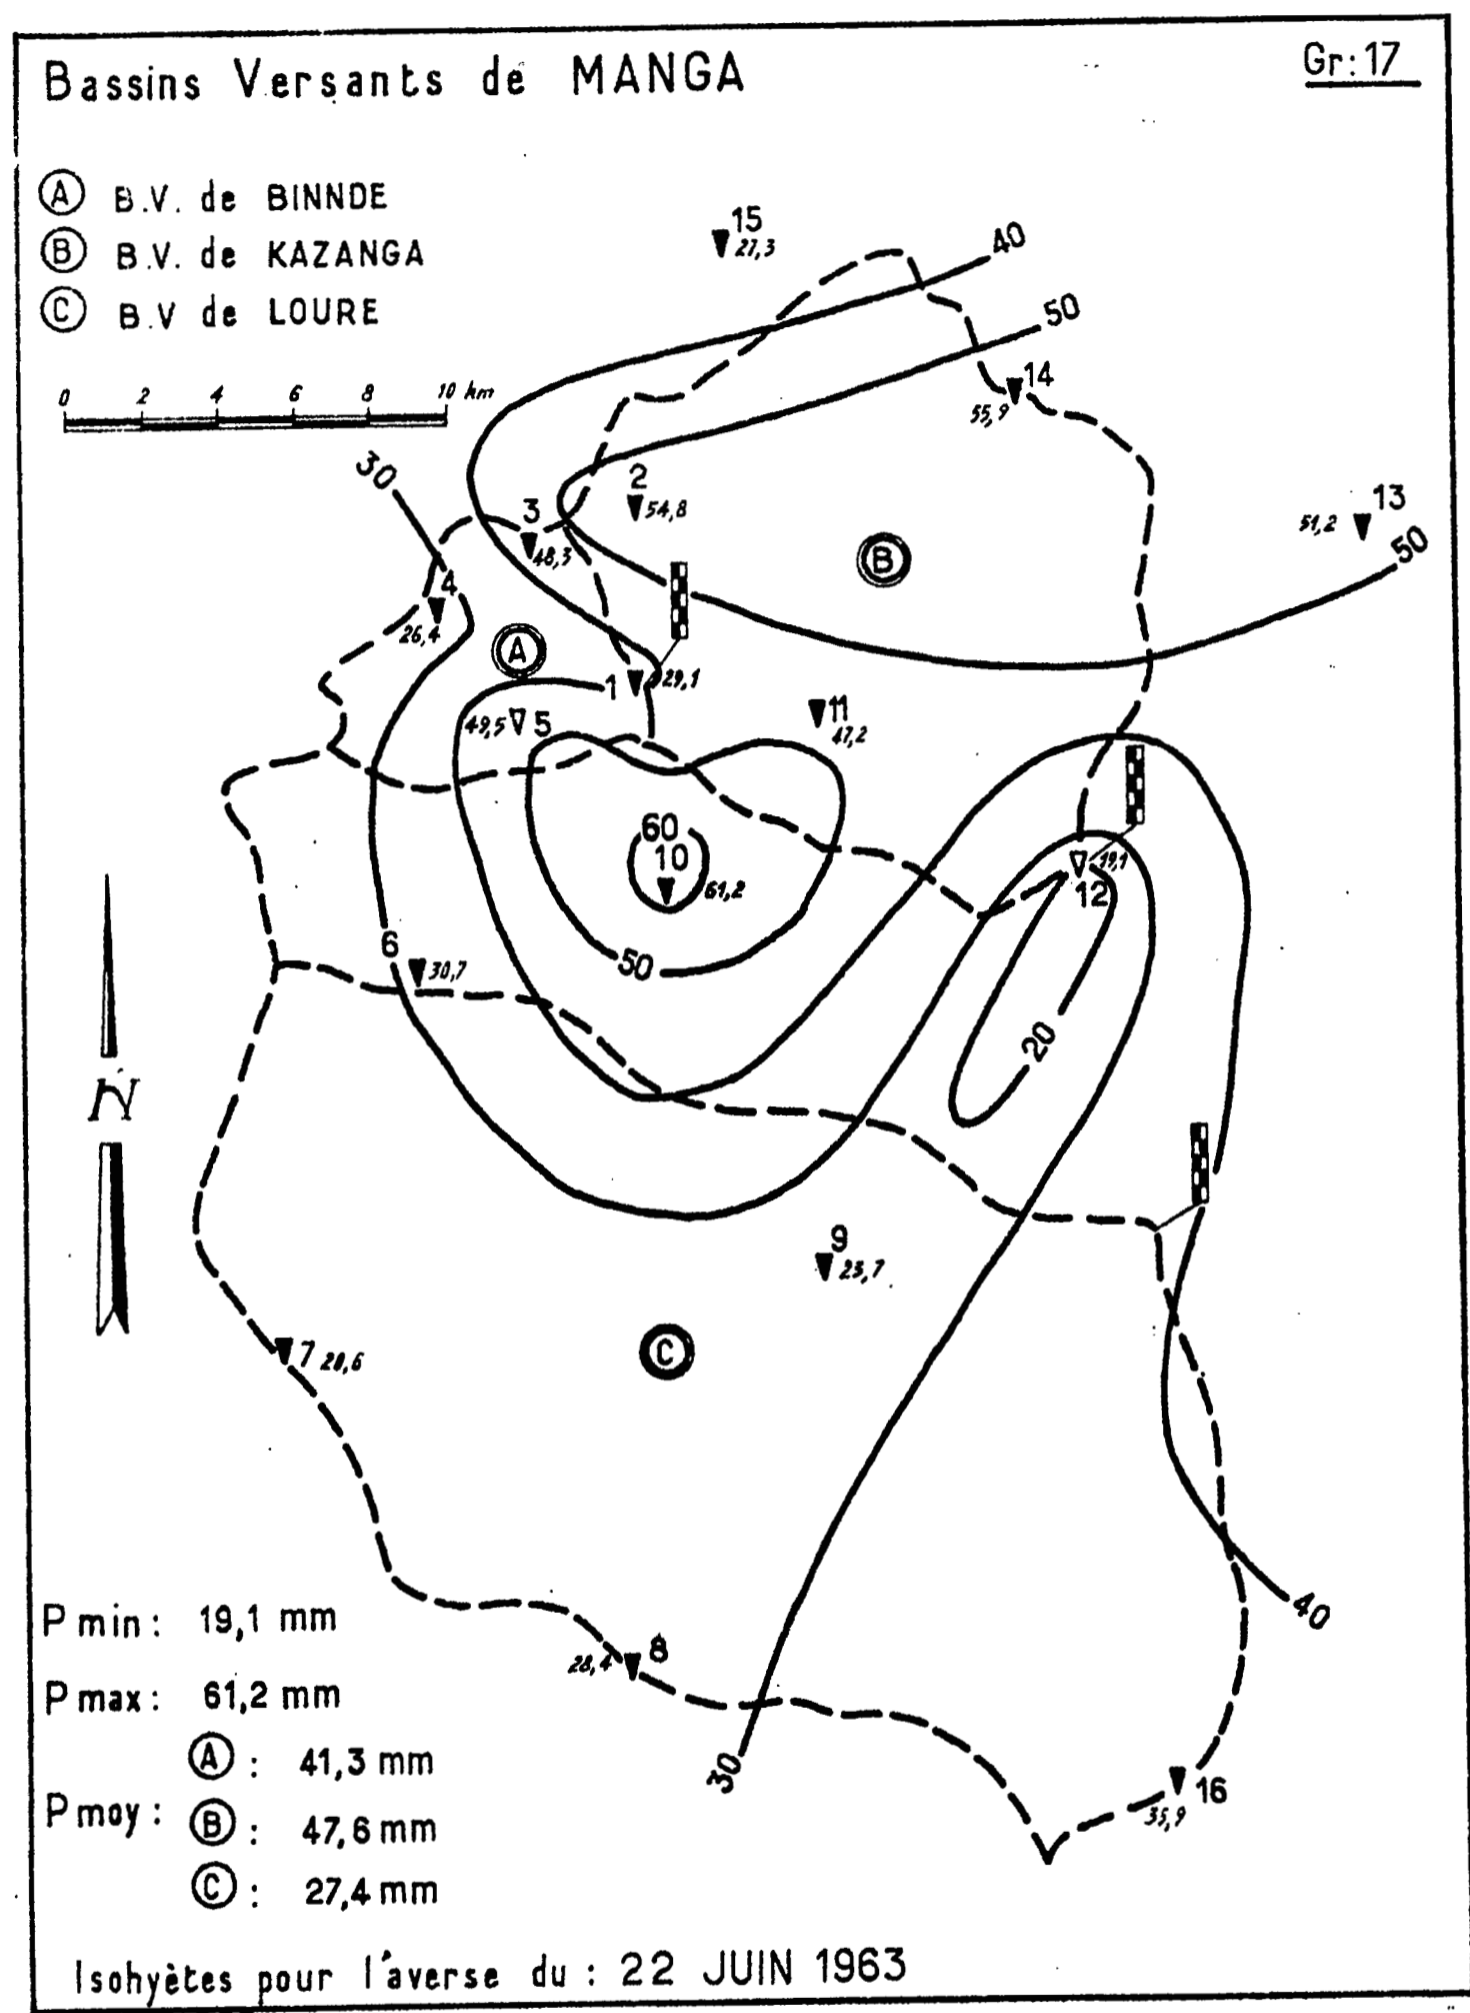 Bassins Versants de MANGA
Gr: 17
A B.V. de BINNDE
B B.V. de KAZANGA
C B.V de LOURE
0 2 4 6 8 10 km
15
27,3
40
50
14
55,9
30
2
54,8
3
48,3
13
51,2
50
B
4
26,4
A
1
29,1
49,5
5
11
47,2
60
10
61,2
19,1
12
6
30,7
50
20
N
9
23,7
C
7
28,6
40
8
28,4
30
16
35,9
P min: 19,1 mm
P max: 61,2 mm
P moy:
A : 41,3 mm
B : 47,6 mm
C : 27,4 mm
Isohyètes pour l'averse du : 22 JUIN 1963